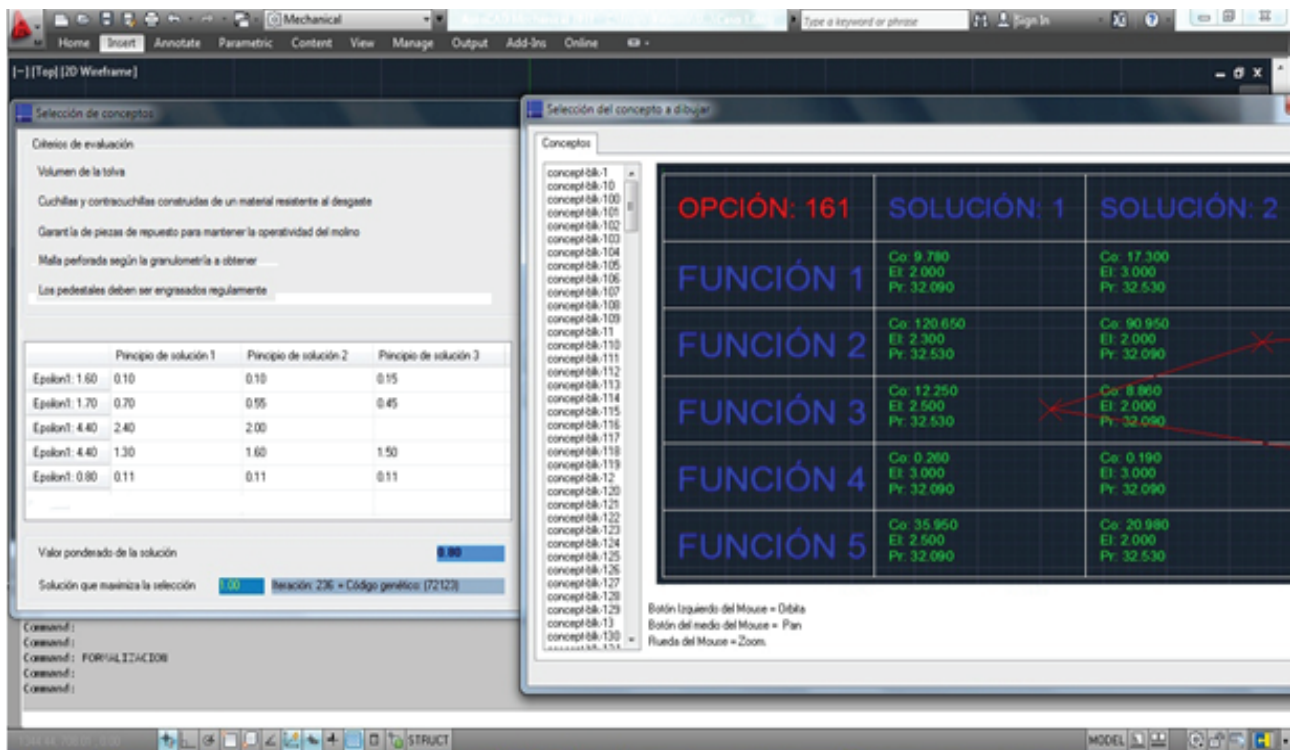 Mechanical
Type a keyword or phrase
Sign In
Home Insert Annotate Parametric Content View Manage Output Add-Ins Online
[-] [Top] [2D Wireframe]
Selección de conceptos
Criterios de evaluación
Volumen de la tolva
Cuchillas y contracuchillas construidas de un material resistente al desgaste
Garantía de piezas de repuesto para mantener la operatividad del molino
Malla perforada según la granulometría a obtener
Los pedestales deben ser engrasados regulamente
Principio de solución 1 Principio de solución 2 Principio de solución 3
Epsilon1: 1.60 0.10 0.10 0.15
Epsilon1: 1.70 0.70 0.55 0.45
Epsilon1: 4.40 2.40 2.00
Epsilon1: 4.40 1.30 1.60 1.50
Epsilon1: 0.80 0.11 0.11 0.11
Valor ponderado de la solución 0.80
Solución que maximiza la selección 1.00 Iteración: 236 = Código genético: (72123)
Command:
Command:
Command: FORMALIZACION
Command:
Command:
Selección del concepto a dibujar
Conceptos
concept-blk-1
concept-blk-10
concept-blk-100
concept-blk-101
concept-blk-102
concept-blk-103
concept-blk-104
concept-blk-105
concept-blk-106
concept-blk-107
concept-blk-108
concept-blk-109
concept-blk-11
concept-blk-110
concept-blk-111
concept-blk-112
concept-blk-113
concept-blk-114
concept-blk-115
concept-blk-116
concept-blk-117
concept-blk-118
concept-blk-119
concept-blk-12
concept-blk-120
concept-blk-121
concept-blk-122
concept-blk-123
concept-blk-124
concept-blk-125
concept-blk-126
concept-blk-127
concept-blk-128
concept-blk-129
concept-blk-13
concept-blk-130
OPCIÓN: 161 SOLUCIÓN: 1 SOLUCIÓN: 2
FUNCIÓN 1
Co: 9.780
El: 2.000
Pr: 32.090
Co: 17.300
El: 3.000
Pr: 32.530
FUNCIÓN 2
Co: 120.650
El: 2.300
Pr: 32.530
Co: 90.950
El: 2.000
Pr: 32.090
FUNCIÓN 3
Co: 12.250
El: 2.500
Pr: 32.530
Co: 8.860
El: 2.000
Pr: 32.090
FUNCIÓN 4
Co: 0.260
El: 3.000
Pr: 32.090
Co: 0.190
El: 3.000
Pr: 32.090
FUNCIÓN 5
Co: 35.950
El: 2.500
Pr: 32.090
Co: 20.980
El: 2.000
Pr: 32.530
Botón Izquierdo del Mouse = Orbita
Botón del medio del Mouse = Pan
Rueda del Mouse = Zoom.
STRUCT
MODEL